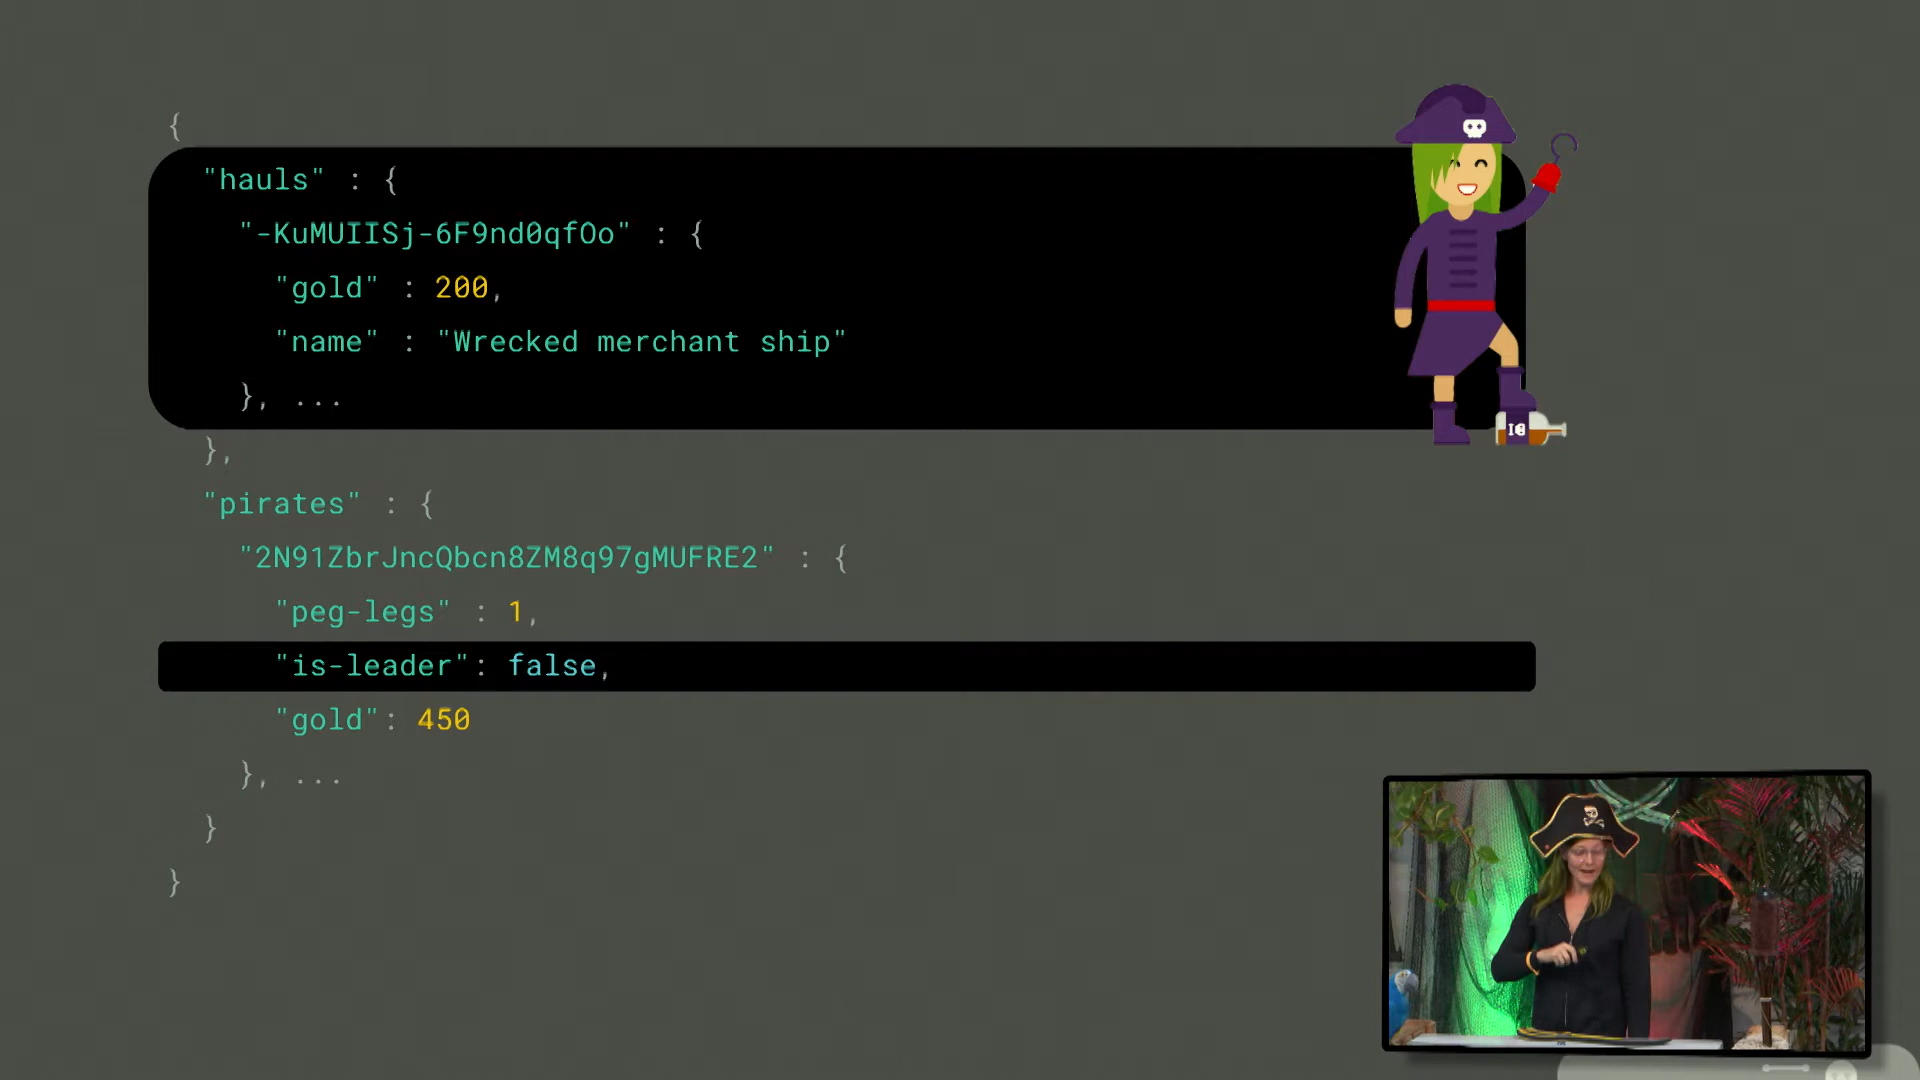 {
"hauls" : {
"-KuMUIISj-6F9nd0qfOo" : {
"gold" : 200,
"name" : "Wrecked merchant ship"
}, ...
},
"pirates" : {
"2N91ZbrJncQbcn8ZM8q97gMUFRE2" : {
"peg-legs" : 1,
"is-leader": false,
"gold": 450
}, ...
}
}